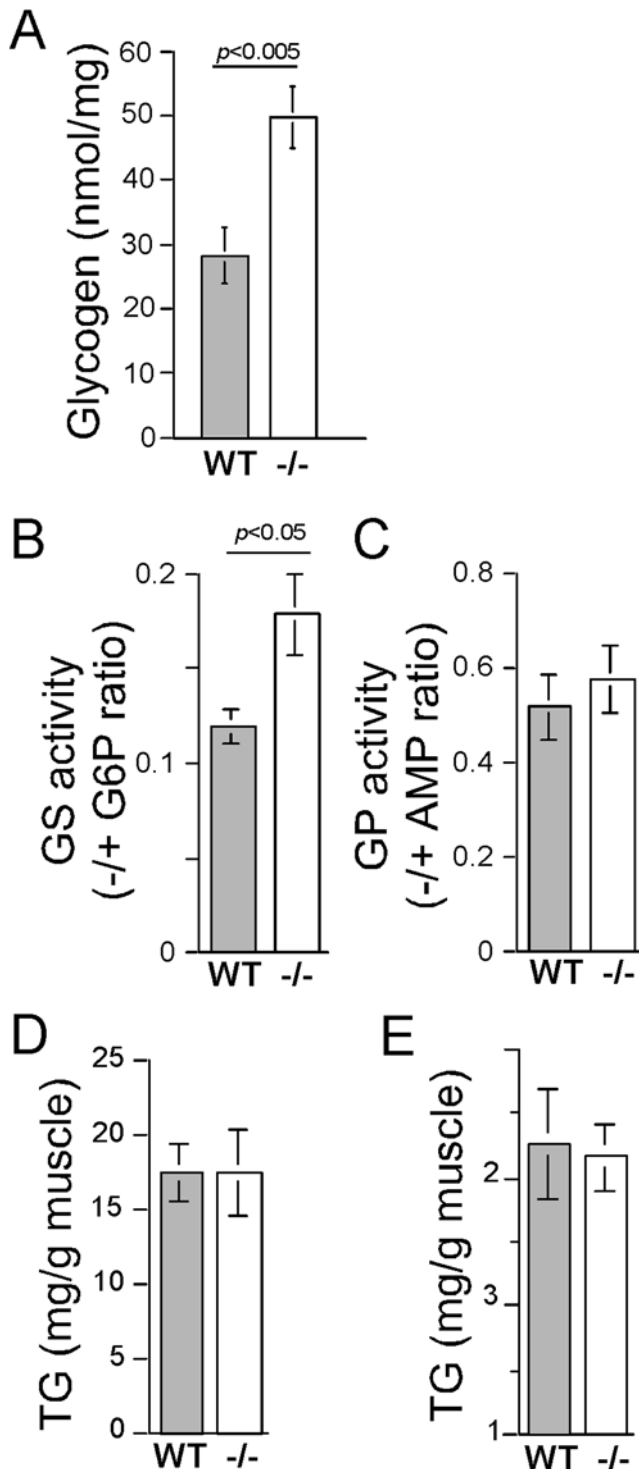 A
p<0.005
Glycogen (nmol/mg)
60
50
40
30
20
10
0
WT -/-
B
p<0.05
GS activity
(-/+ G6P ratio)
0.2
0.1
0
WT -/-
C
GP activity
(-/+ AMP ratio)
0.8
0.6
0.4
0.2
0
WT -/-
D
TG (mg/g muscle)
25
20
15
10
5
0
WT -/-
E
TG (mg/g muscle)
2
3
1
WT -/-